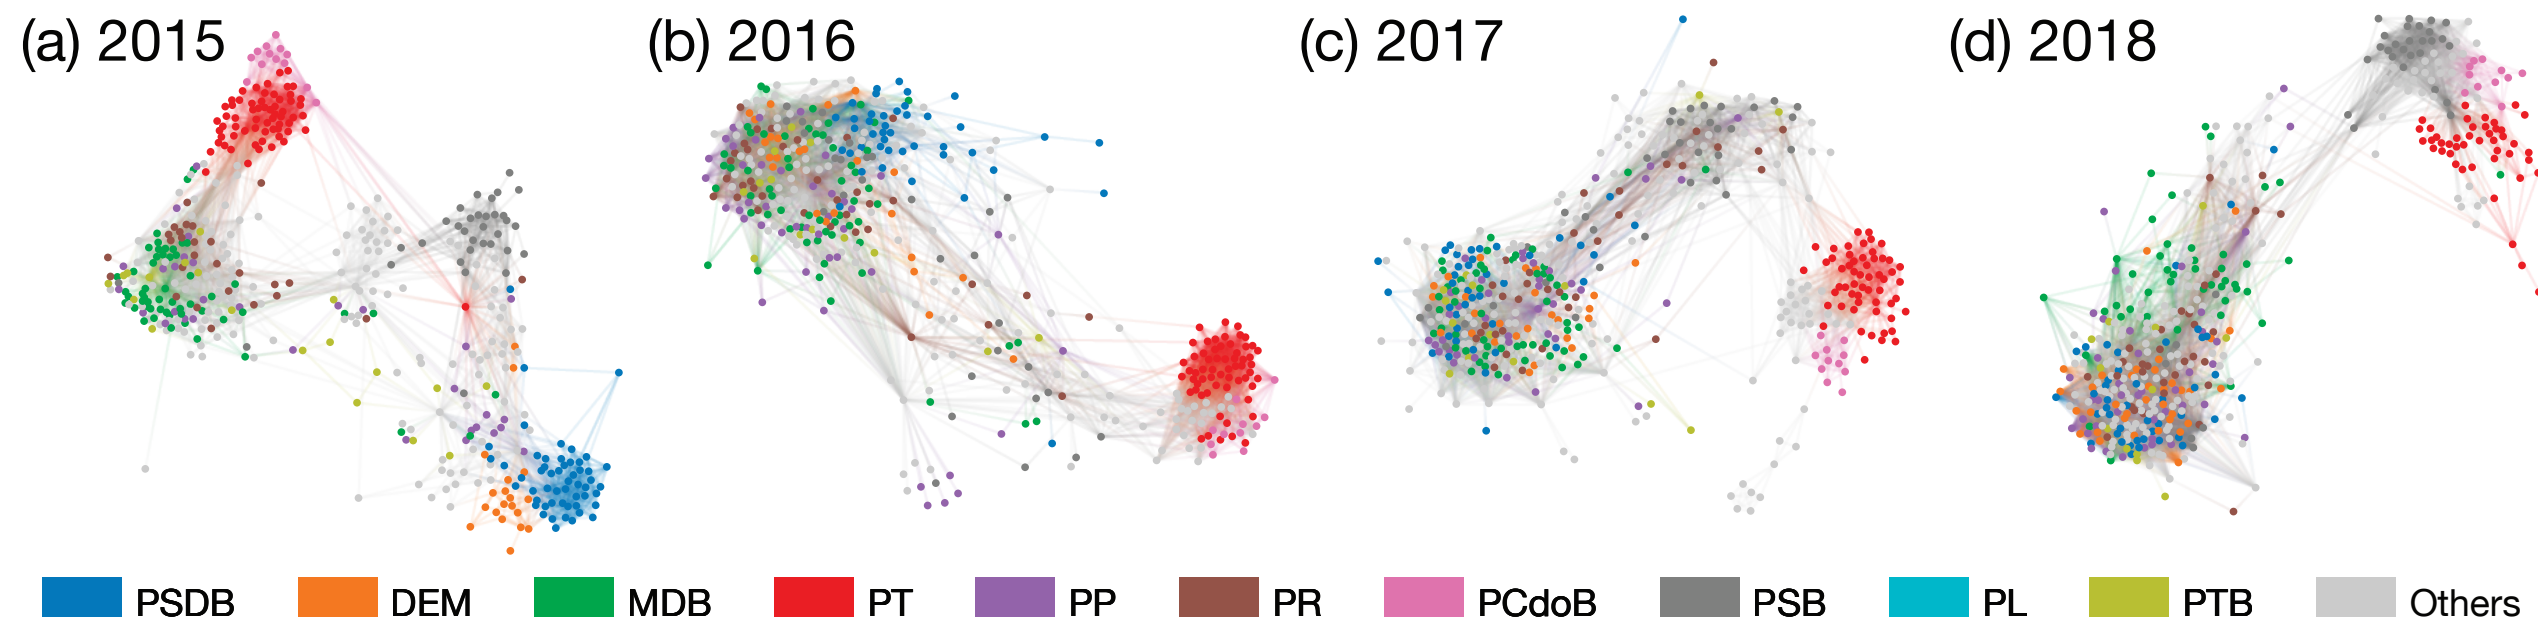 (a) 2015 (b) 2016 (c) 2017 (d) 2018
PSDB DEM MDB PT PP PR PCdoB PSB PL PTB Others